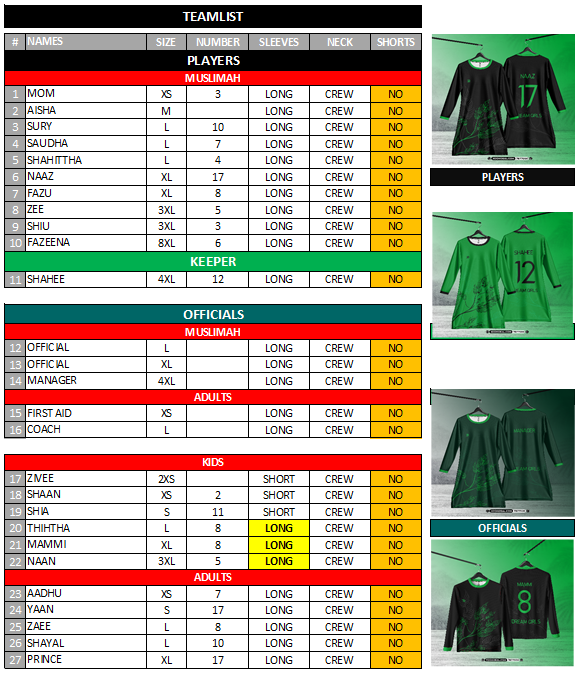 TEAMLIST
# NAMES SIZE NUMBER SLEEVES NECK SHORTS
PLAYERS
MUSLIMAH
1 MOM XS 3 LONG CREW NO
2 AISHA M LONG CREW NO
3 SURY L 10 LONG CREW NO
4 SAUDHA L 7 LONG CREW NO
5 SHAHITTHA L 4 LONG CREW NO
6 NAAZ XL 17 LONG CREW NO
7 FAZU XL 8 LONG CREW NO
8 ZEE 3XL 5 LONG CREW NO
9 SHIU 3XL 3 LONG CREW NO
10 FAZEENA 8XL 6 LONG CREW NO
KEEPER
11 SHAHEE 4XL 12 LONG CREW NO
OFFICIALS
MUSLIMAH
12 OFFICIAL L LONG CREW NO
13 OFFICIAL XL LONG CREW NO
14 MANAGER 4XL LONG CREW NO
ADULTS
15 FIRST AID XS LONG CREW NO
16 COACH L LONG CREW NO
KIDS
17 ZIVEE 2XS SHORT CREW NO
18 SHAAN XS 2 SHORT CREW NO
19 SHIA S 11 SHORT CREW NO
20 THIHTHA L 8 LONG CREW NO
21 MAMMI XL 8 LONG CREW NO
22 NAAN 3XL 5 LONG CREW NO
ADULTS
23 AADHU XS 7 LONG CREW NO
24 YAAN S 17 LONG CREW NO
25 ZAEE L 8 LONG CREW NO
26 SHAYAL L 10 LONG CREW NO
27 PRINCE XL 17 LONG CREW NO
NAAZ
17
DREAM GIRLS
PLAYERS
SHAHEE
12
DREAM GIRLS
MANAGER
OFFICIALS
MAMMI
8
DREAM GIRLS